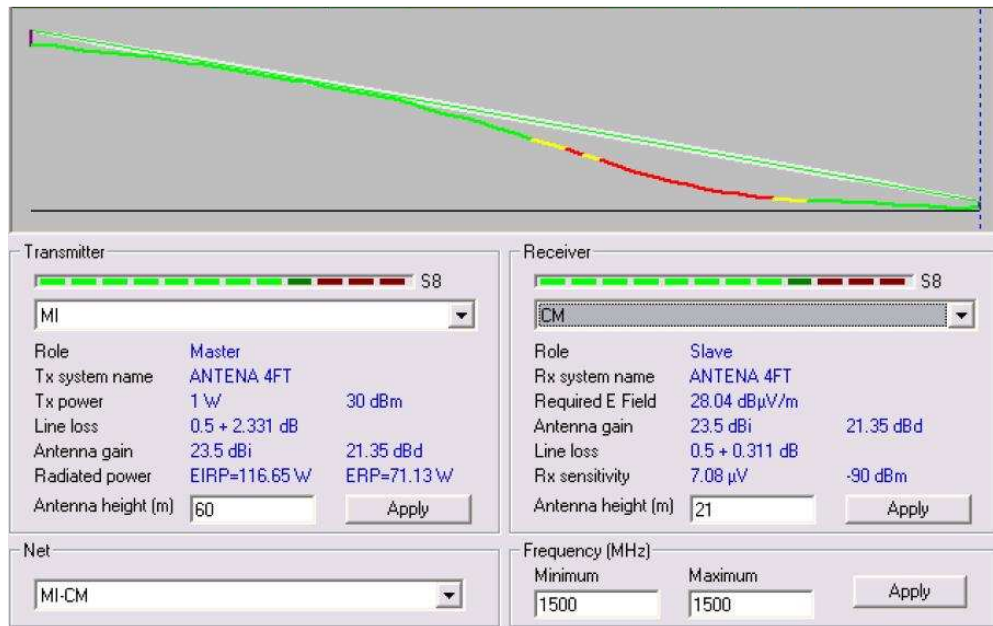 Transmitter
S8
MI
Role Master
Tx system name ANTENA 4FT
Tx power 1 W 30 dBm
Line loss 0.5 + 2.331 dB
Antenna gain 23.5 dBi 21.35 dBd
Radiated power EIRP=116.65 W ERP=71.13 W
Antenna height (m) 60 Apply
Receiver
S8
CM
Role Slave
Rx system name ANTENA 4FT
Required E Field 28.04 dBµV/m
Antenna gain 23.5 dBi 21.35 dBd
Line loss 0.5 + 0.311 dB
Rx sensitivity 7.08 µV -90 dBm
Antenna height (m) 21 Apply
Net
MI-CM
Frequency (MHz)
Minimum Maximum
1500 1500 Apply